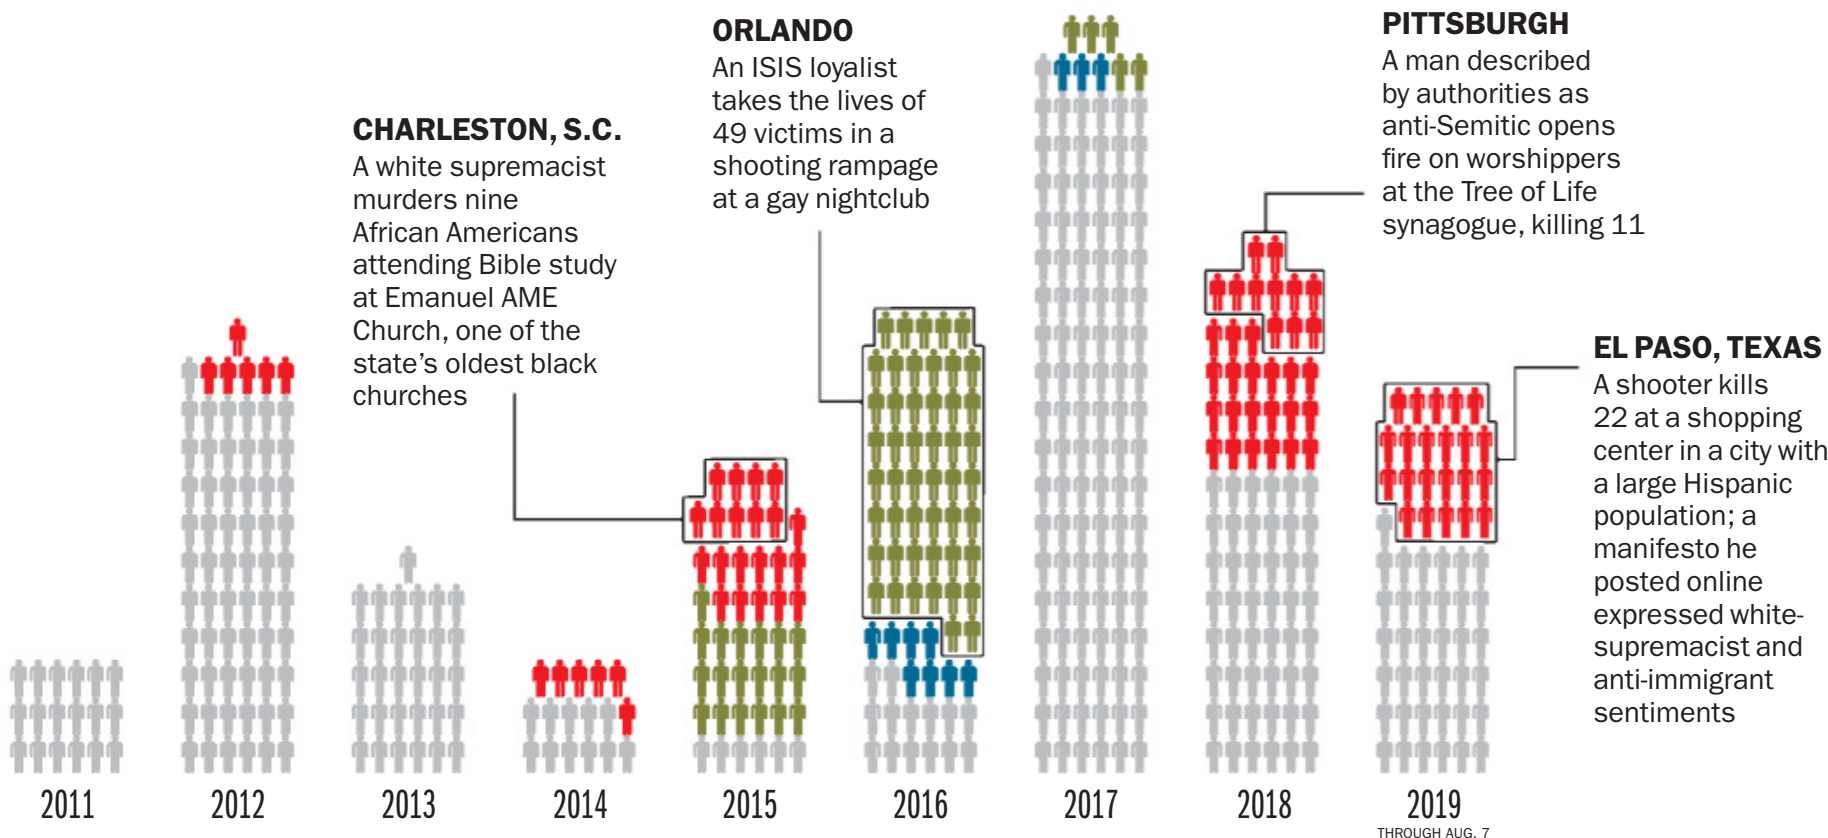 CHARLESTON, S.C.
A white supremacist
murders nine
African Americans
attending Bible study
at Emanuel AME
Church, one of the
state’s oldest black
churches
ORLANDO
An ISIS loyalist
takes the lives of
49 victims in a
shooting rampage
at a gay nightclub
PITTSBURGH
A man described
by authorities as
anti-Semitic opens
fire on worshippers
at the Tree of Life
synagogue, killing 11
EL PASO, TEXAS
A shooter kills
22 at a shopping
center in a city with
a large Hispanic
population; a
manifesto he
posted online
expressed white-
supremacist and
anti-immigrant
sentiments
2011
2012
2013
2014
2015
2016
2017
2018
2019
THROUGH AUG. 7